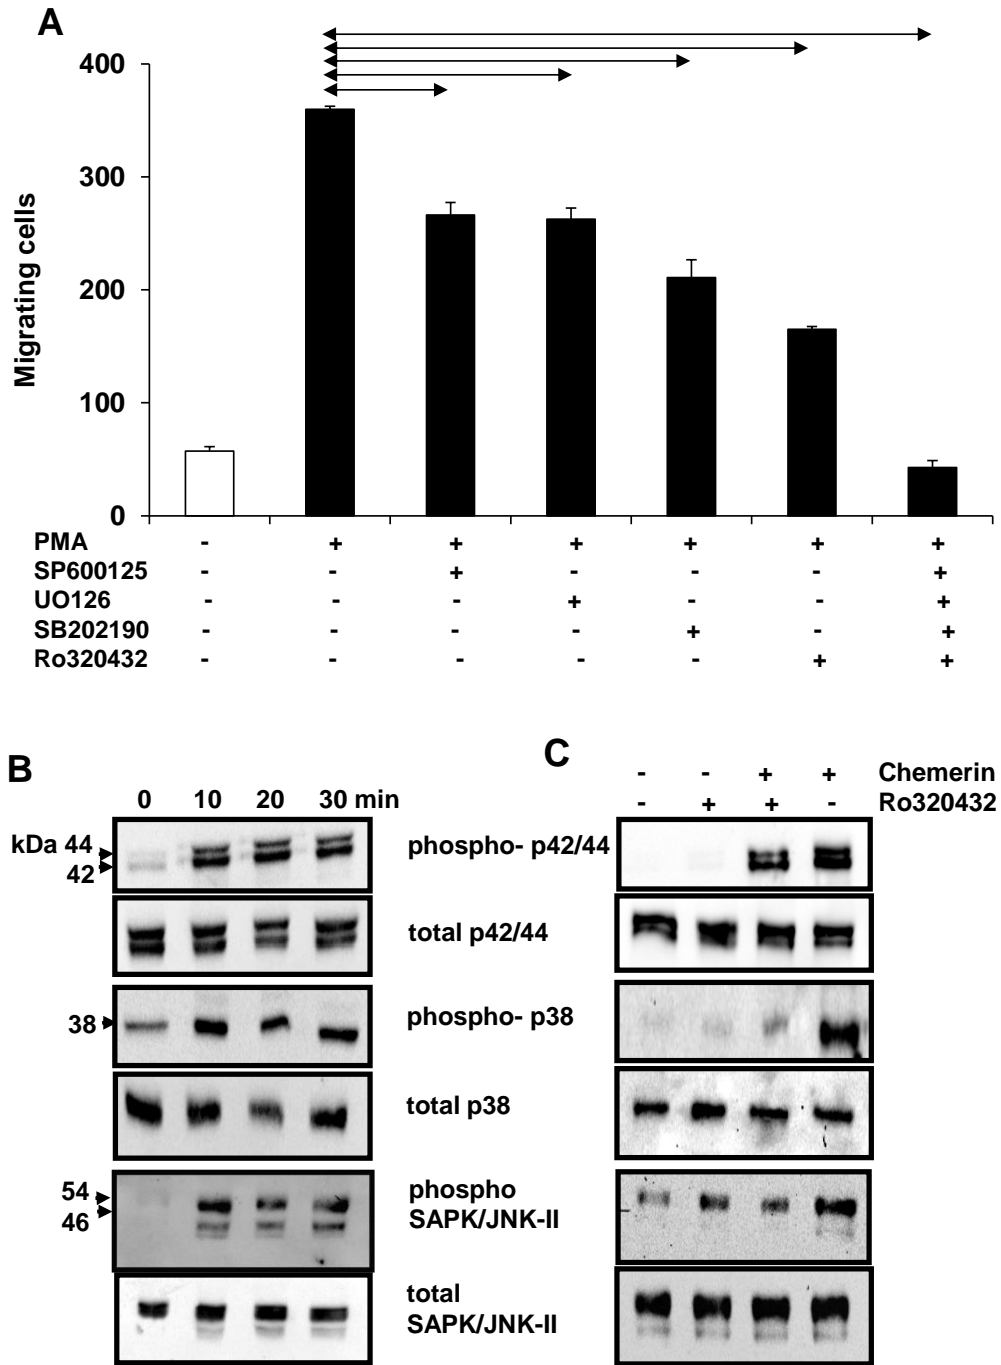 A
400
300
200
100
0
Migrating cells
PMA - + + + + + +
SP600125 - - + - - - +
UO126 - - - + - - +
SB202190 - - - - + - +
Ro320432 - - - - - + +
B
0 10 20 30 min
kDa 44
42
38
54
46
phospho- p42/44
total p42/44
phospho- p38
total p38
phospho
SAPK/JNK-II
total
SAPK/JNK-II
C
- - + + Chemerin
- + + - Ro320432